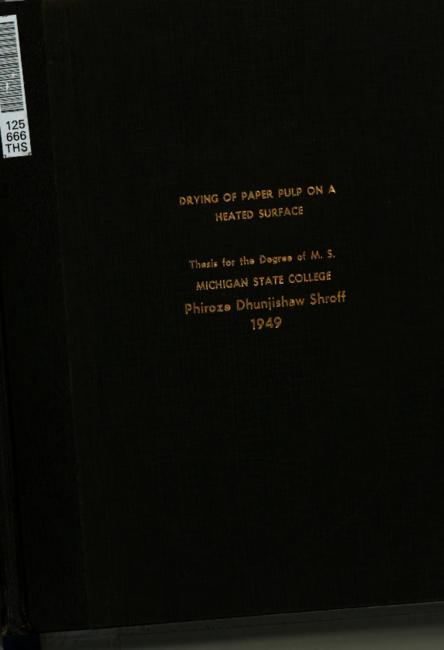 125
666
THS
DRYING OF PAPER PULP ON A
HEATED SURFACE
Thesis for the Degree of M. S.
MICHIGAN STATE COLLEGE
Phiroze Dhunjishaw Shroff
1949